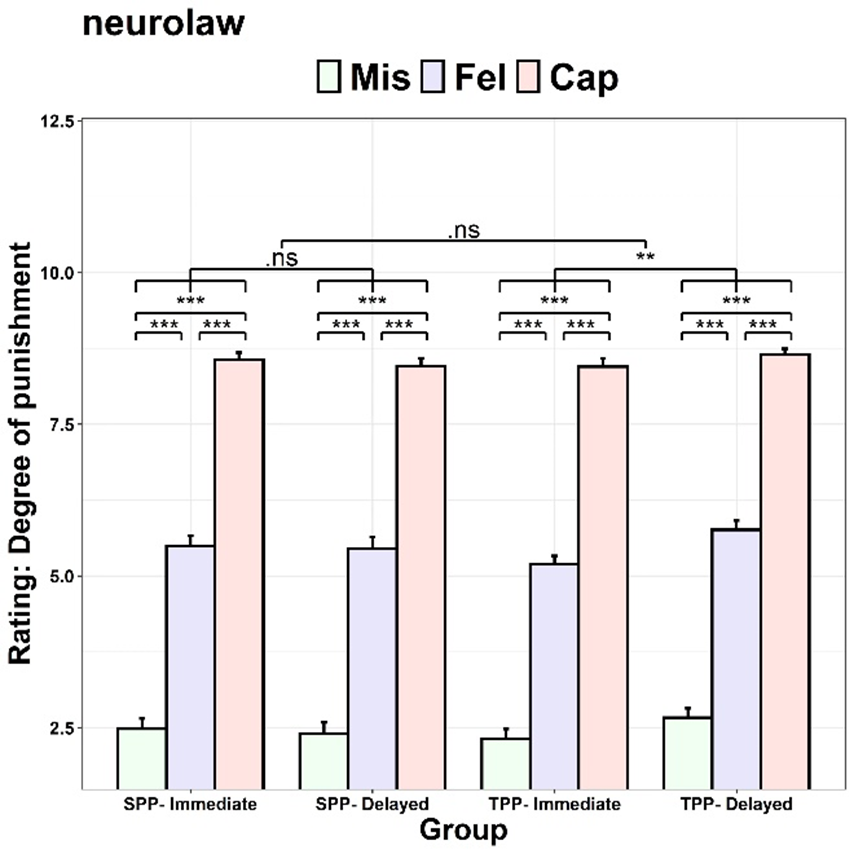 neurolaw
Mis Fel Cap
12.5
10.0
7.5
5.0
2.5
Rating: Degree of punishment
.ns
.ns **
*** *** *** ***
*** *** *** *** *** *** *** ***
SPP- Immediate SPP- Delayed TPP- Immediate TPP- Delayed
Group